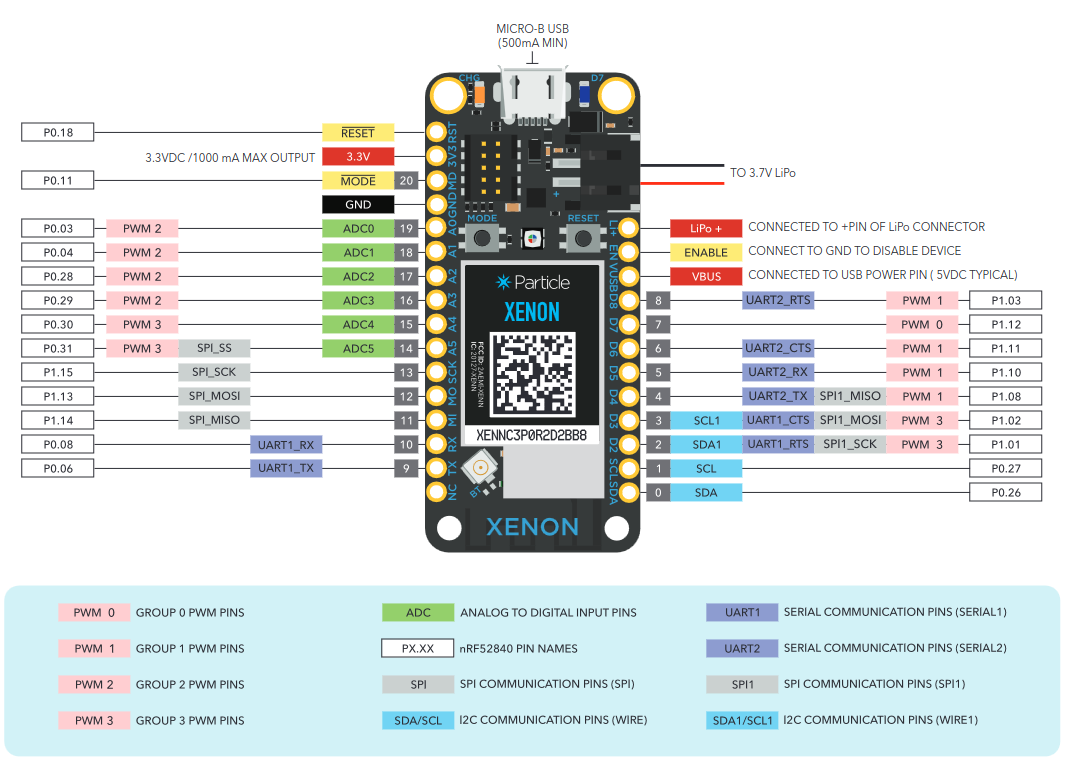 MICRO-B USB
(500mA MIN)
CHG
D7
P0.18
RESET
RST
3.3VDC /1000 mA MAX OUTPUT
3.3V
3V3
TO 3.7V LiPo
P0.11
MODE
20
MD
GND
GND
+
MODE
RESET
P0.03
PWM 2
ADC0
19
A0
Li+
LiPo +
CONNECTED TO +PIN OF LiPo CONNECTOR
P0.04
PWM 2
ADC1
18
A1
EN
ENABLE
CONNECT TO GND TO DISABLE DEVICE
P0.28
PWM 2
ADC2
17
A2
VUSB
VBUS
CONNECTED TO USB POWER PIN ( 5VDC TYPICAL)
Particle
XENON
P0.29
PWM 2
ADC3
16
A3
D8
8
UART2_RTS
PWM 1
P1.03
P0.30
PWM 3
ADC4
15
A4
D7
7
PWM 0
P1.12
P0.31
PWM 3
SPI_SS
ADC5
14
A5
D6
6
UART2_CTS
PWM 1
P1.11
P1.15
SPI_SCK
13
SCK
D5
5
UART2_RX
PWM 1
P1.10
FCC ID: 2AEMI-XENN
IC: 20127-XENN
P1.13
SPI_MOSI
12
MO
D4
4
UART2_TX
SPI1_MISO
PWM 1
P1.08
P1.14
SPI_MISO
11
MI
D3
3
SCL1
UART1_CTS
SPI1_MOSI
PWM 3
P1.02
XENNC3P0R2D2BB8
P0.08
UART1_RX
10
RX
D2
2
SDA1
UART1_RTS
SPI1_SCK
PWM 3
P1.01
P0.06
UART1_TX
9
TX
SCL
1
SCL
P0.27
BT
NC
SDA
0
SDA
P0.26
XENON
PWM 0
GROUP 0 PWM PINS
ADC
ANALOG TO DIGITAL INPUT PINS
UART1
SERIAL COMMUNICATION PINS (SERIAL1)
PWM 1
GROUP 1 PWM PINS
PX.XX
nRF52840 PIN NAMES
UART2
SERIAL COMMUNICATION PINS (SERIAL2)
PWM 2
GROUP 2 PWM PINS
SPI
SPI COMMUNICATION PINS (SPI)
SPI1
SPI COMMUNICATION PINS (SPI1)
PWM 3
GROUP 3 PWM PINS
SDA/SCL
I2C COMMUNICATION PINS (WIRE)
SDA1/SCL1
I2C COMMUNICATION PINS (WIRE1)